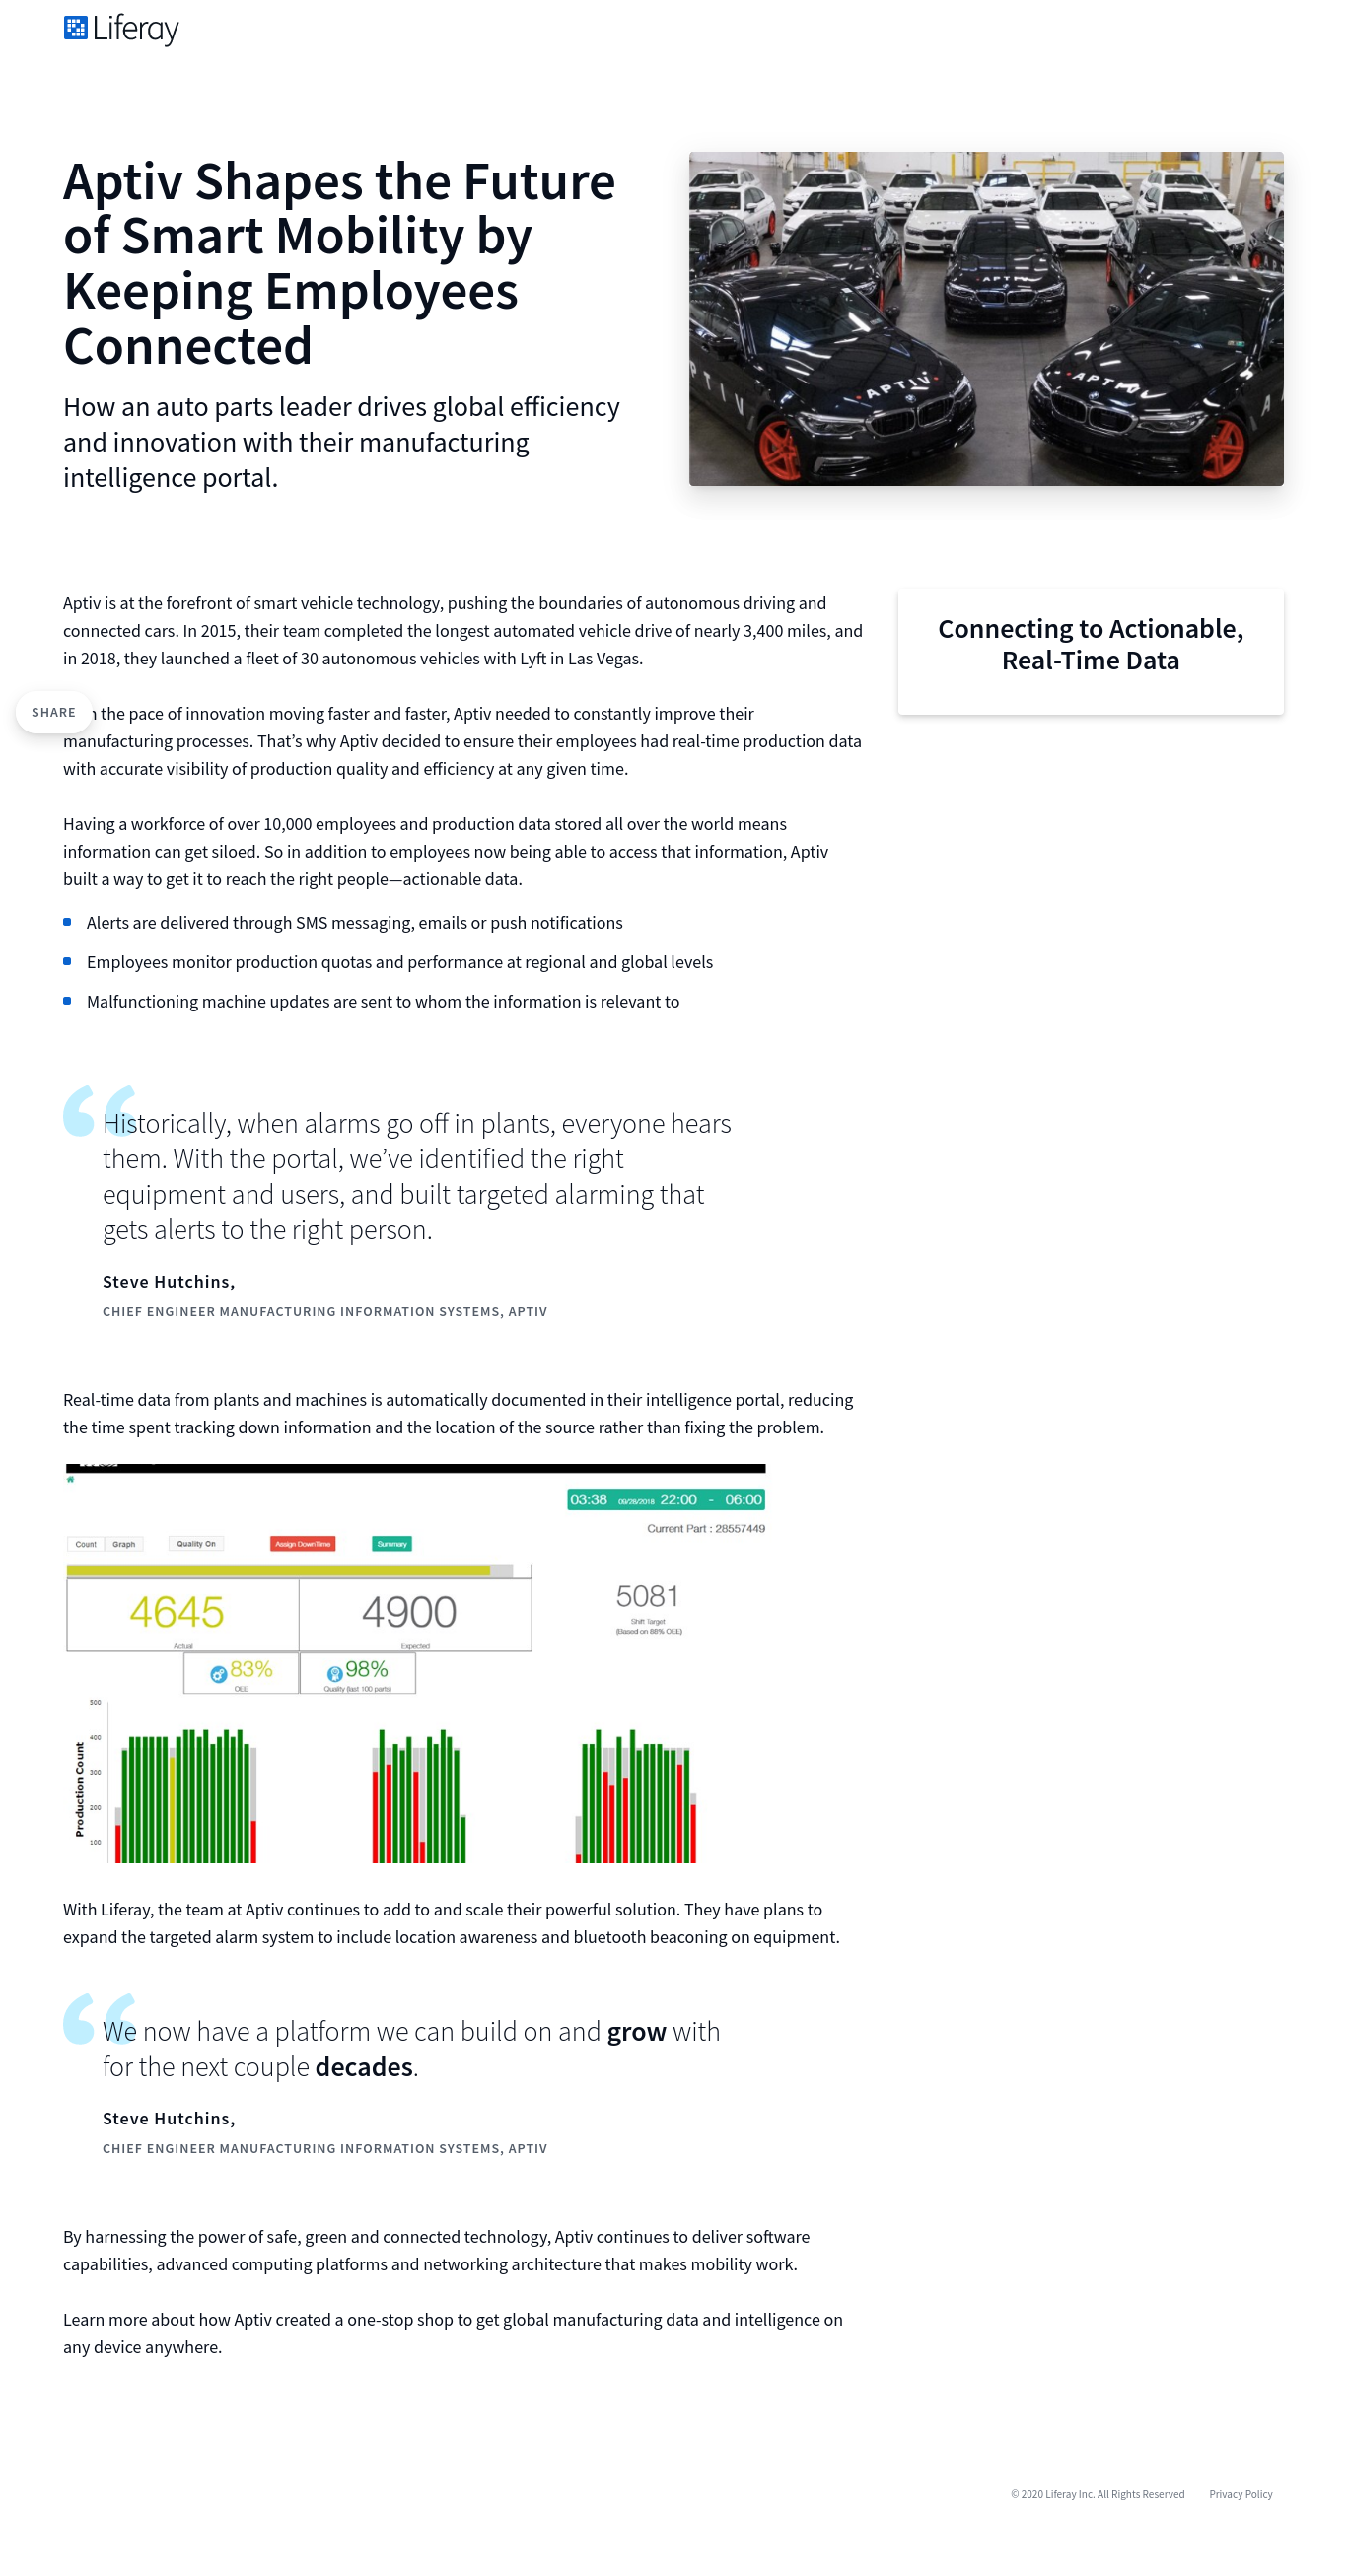 Liferay
Aptiv Shapes the Future
of Smart Mobility by
Keeping Employees
Connected
How an auto parts leader drives global efficiency
and innovation with their manufacturing
intelligence portal.
APTIV
APTIV
APTIV
Aptiv is at the forefront of smart vehicle technology, pushing the boundaries of autonomous driving and
connected cars. In 2015, their team completed the longest automated vehicle drive of nearly 3,400 miles, and
in 2018, they launched a fleet of 30 autonomous vehicles with Lyft in Las Vegas.
Connecting to Actionable,
Real-Time Data
SHARE
the pace of innovation moving faster and faster, Aptiv needed to constantly improve their
manufacturing processes. That’s why Aptiv decided to ensure their employees had real-time production data
with accurate visibility of production quality and efficiency at any given time.
Having a workforce of over 10,000 employees and production data stored all over the world means
information can get siloed. So in addition to employees now being able to access that information, Aptiv
built a way to get it to reach the right people—actionable data.
Alerts are delivered through SMS messaging, emails or push notifications
Employees monitor production quotas and performance at regional and global levels
Malfunctioning machine updates are sent to whom the information is relevant to
“Historically, when alarms go off in plants, everyone hears
them. With the portal, we’ve identified the right
equipment and users, and built targeted alarming that
gets alerts to the right person.
Steve Hutchins,
CHIEF ENGINEER MANUFACTURING INFORMATION SYSTEMS, APTIV
Real-time data from plants and machines is automatically documented in their intelligence portal, reducing
the time spent tracking down information and the location of the source rather than fixing the problem.
03:38 09/28/2018 22:00 - 06:00
Current Part : 28557449
Count Graph Quality On Assign DownTime Summary
4645 4900 5081
Actual Expected
Shift Target
(Based on 88% OEE)
83% 98%
OEE Quality (last 100 parts)
Production Count
500
400
300
200
100
With Liferay, the team at Aptiv continues to add to and scale their powerful solution. They have plans to
expand the targeted alarm system to include location awareness and bluetooth beaconing on equipment.
“We now have a platform we can build on and grow with
for the next couple decades.
Steve Hutchins,
CHIEF ENGINEER MANUFACTURING INFORMATION SYSTEMS, APTIV
By harnessing the power of safe, green and connected technology, Aptiv continues to deliver software
capabilities, advanced computing platforms and networking architecture that makes mobility work.
Learn more about how Aptiv created a one-stop shop to get global manufacturing data and intelligence on
any device anywhere.
© 2020 Liferay Inc. All Rights Reserved Privacy Policy